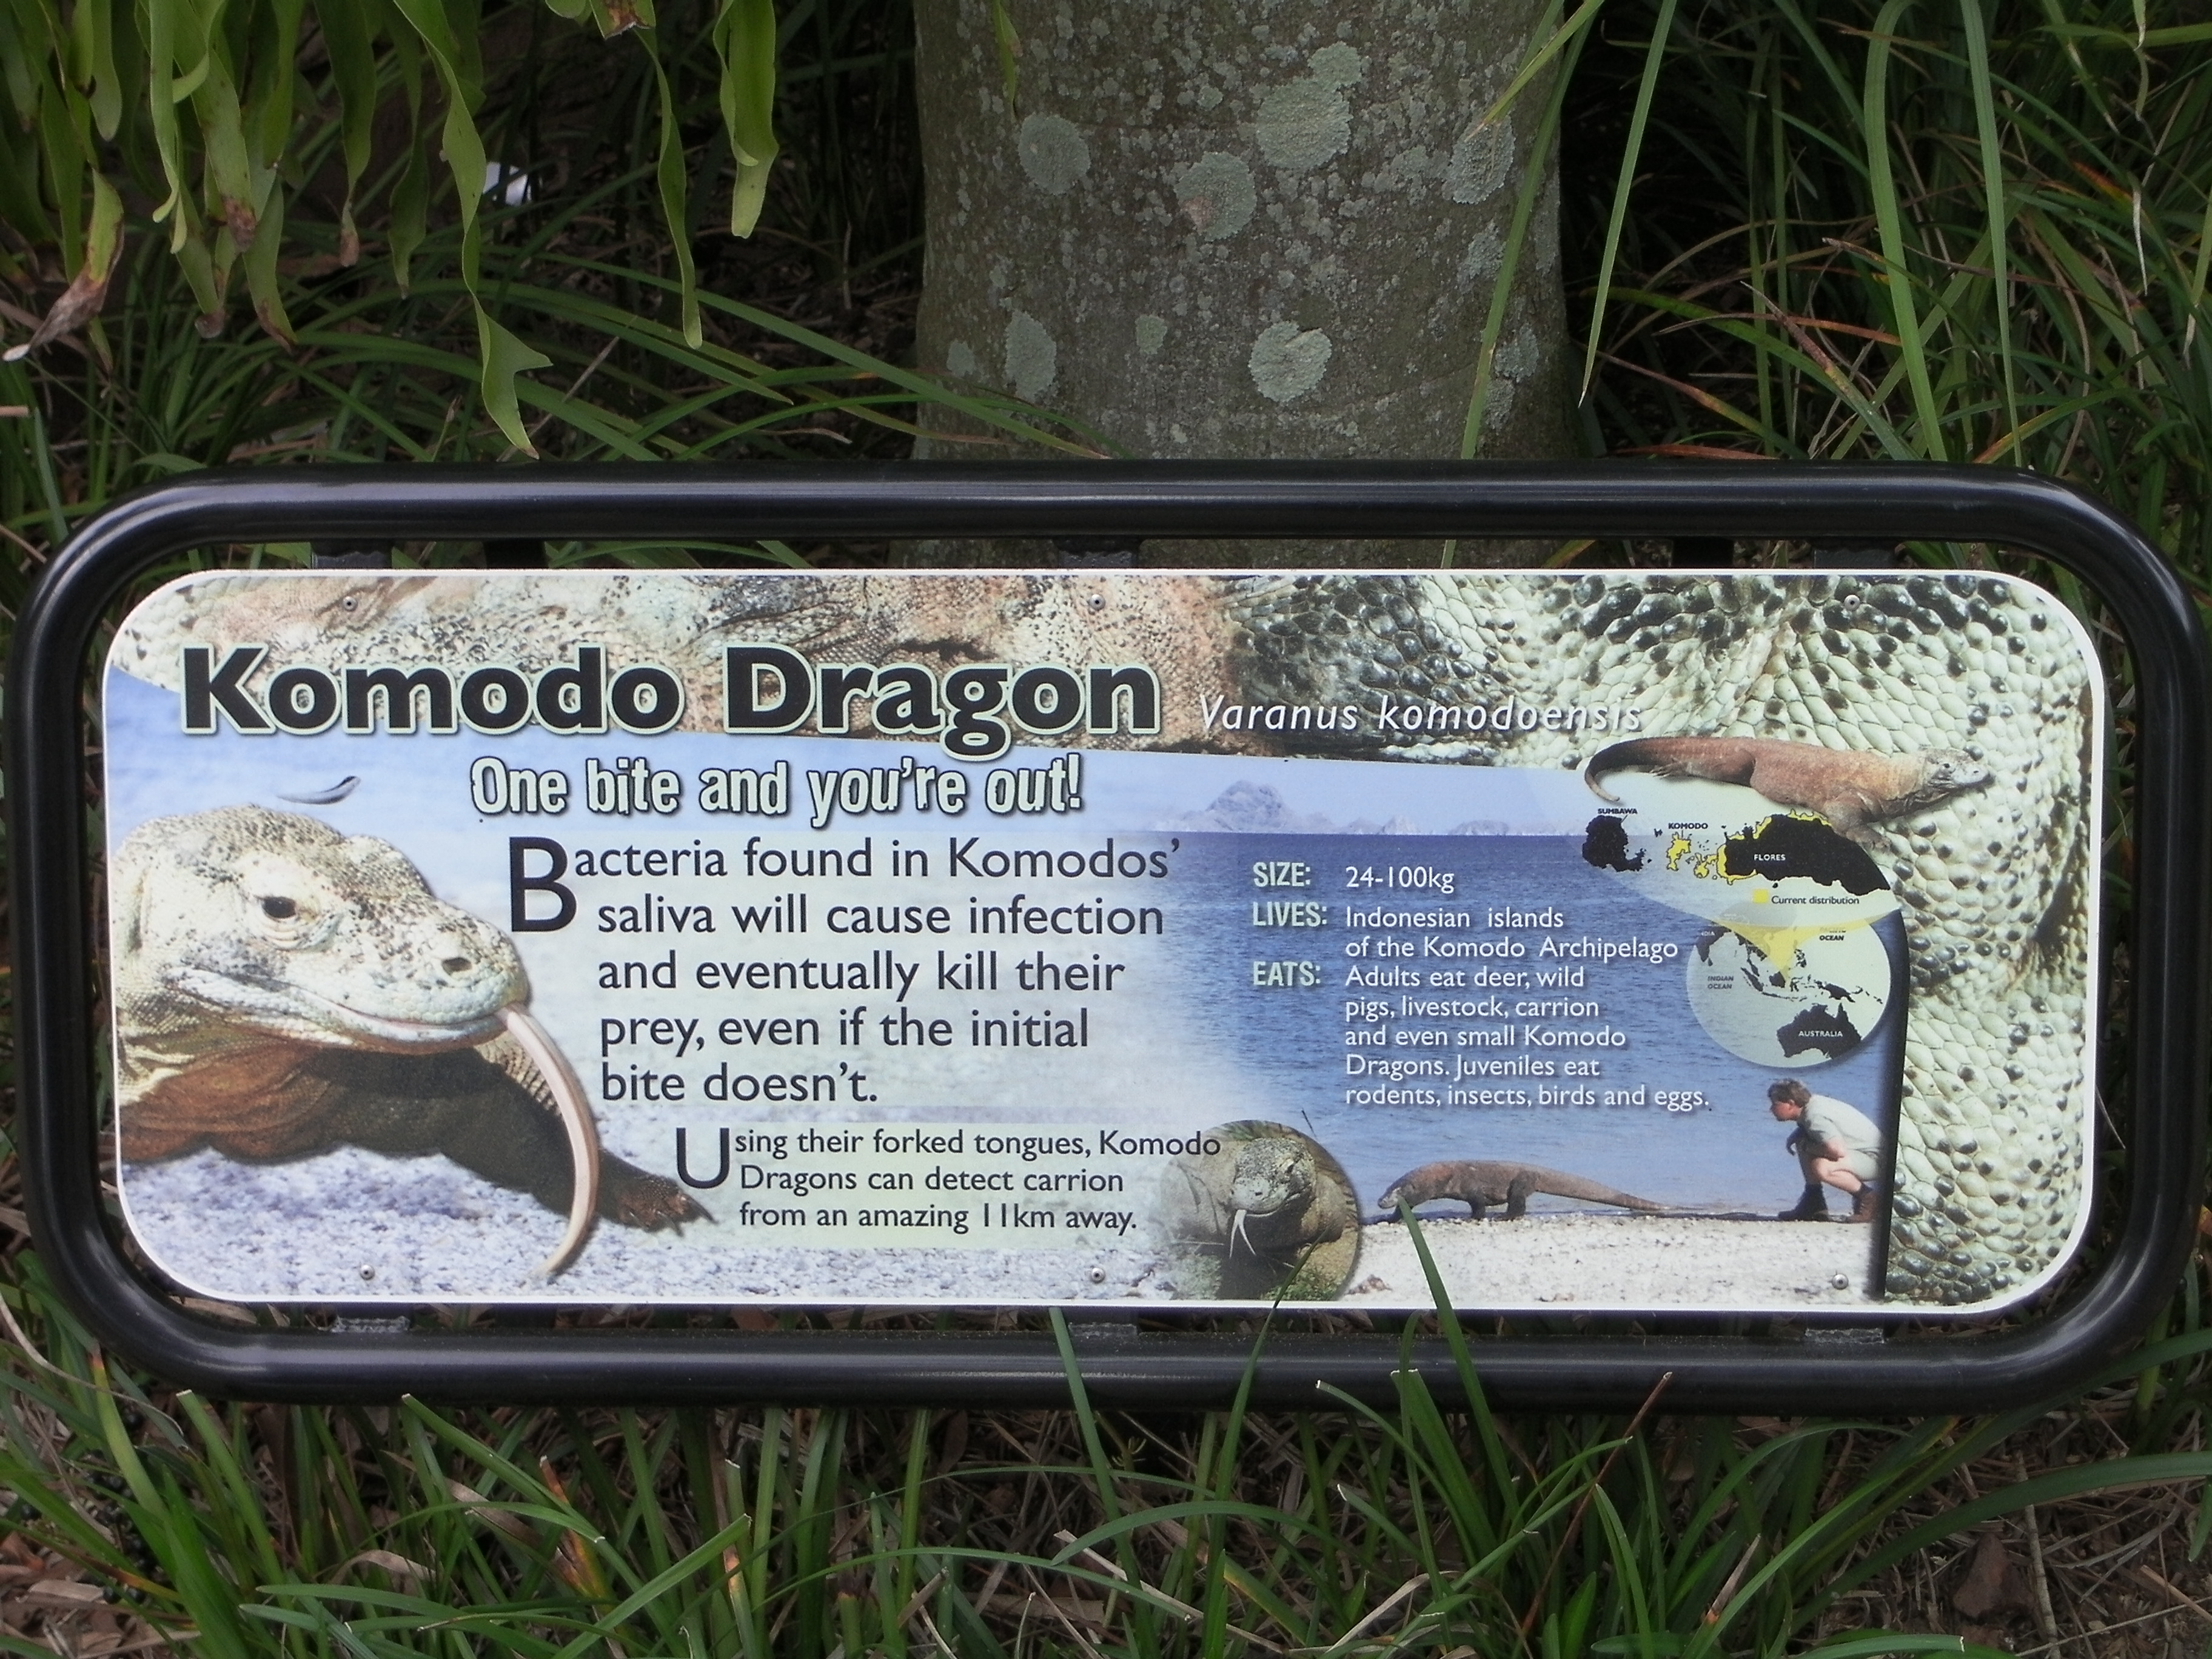 Komodo Dragon Varanus komodoensis
One bite and you're out!
Bacteria found in Komodos'
saliva will cause infection
and eventually kill their
prey, even if the initial
bite doesn't.
Using their forked tongues, Komodo
Dragons can detect carrion
from an amazing 11km away.
SIZE: 24-100kg
LIVES: Indonesian islands
of the Komodo Archipelago
EATS: Adults eat deer, wild
pigs, livestock, carrion
and even small Komodo
Dragons. Juveniles eat
rodents, insects, birds and eggs.
SUMBAWA
KOMODO
FLORES
Current distribution
OCEAN
INDIAN
OCEAN
AUSTRALIA